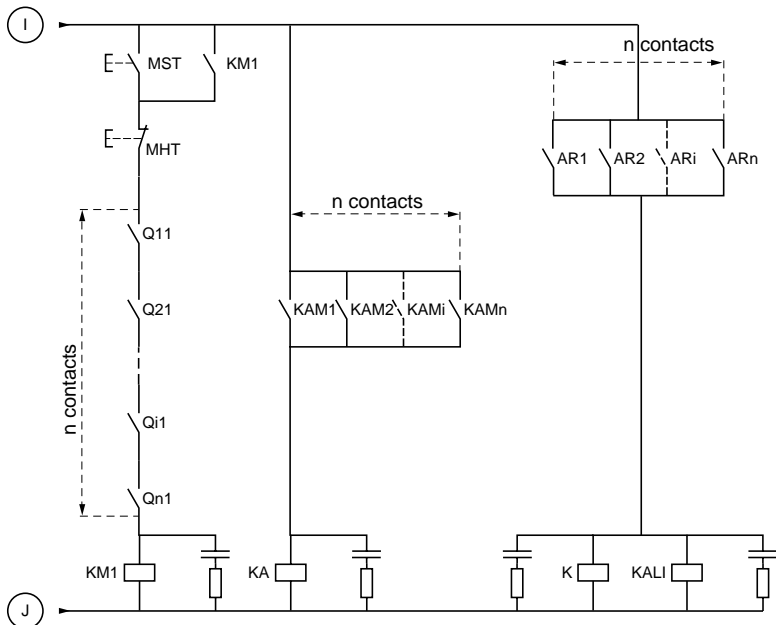 I
n contacts
MST
KM1
MHT
AR1
AR2
ARi
ARn
n contacts
Q11
Q21
KAM1
KAM2
KAMi
KAMn
n contacts
Qi1
Qn1
KM1
KA
K
KALI
J